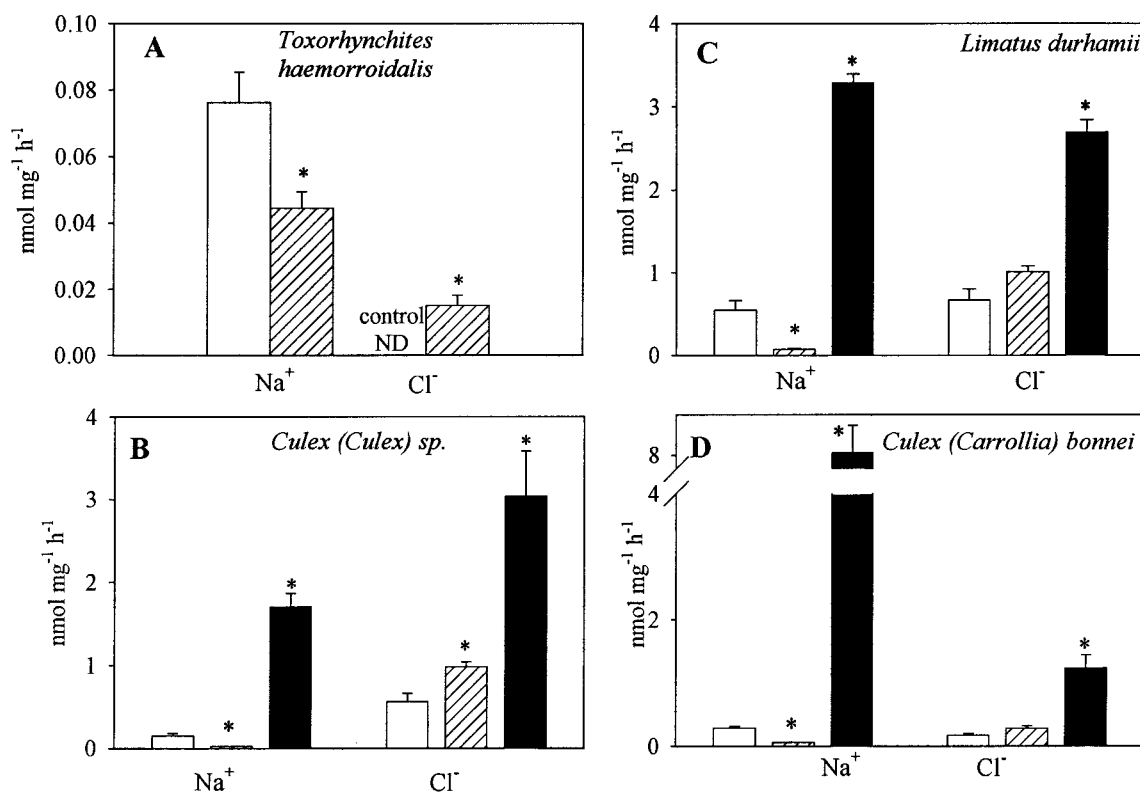 A
Toxorhynchites
haemorroidalis
nmol mg-1 h-1
0.10
0.08
0.06
0.04
0.02
0.00
*
*
control
ND
Na+ Cl-
C
Limatus durhamii
nmol mg-1 h-1
4
3
2
1
0
*
*
*
Na+ Cl-
B
Culex (Culex) sp.
nmol mg-1 h-1
4
3
2
1
0
*
*
*
*
Na+ Cl-
D
Culex (Carrollia) bonnei
nmol mg-1 h-1
8
4
2
0
*
*
*
Na+ Cl-